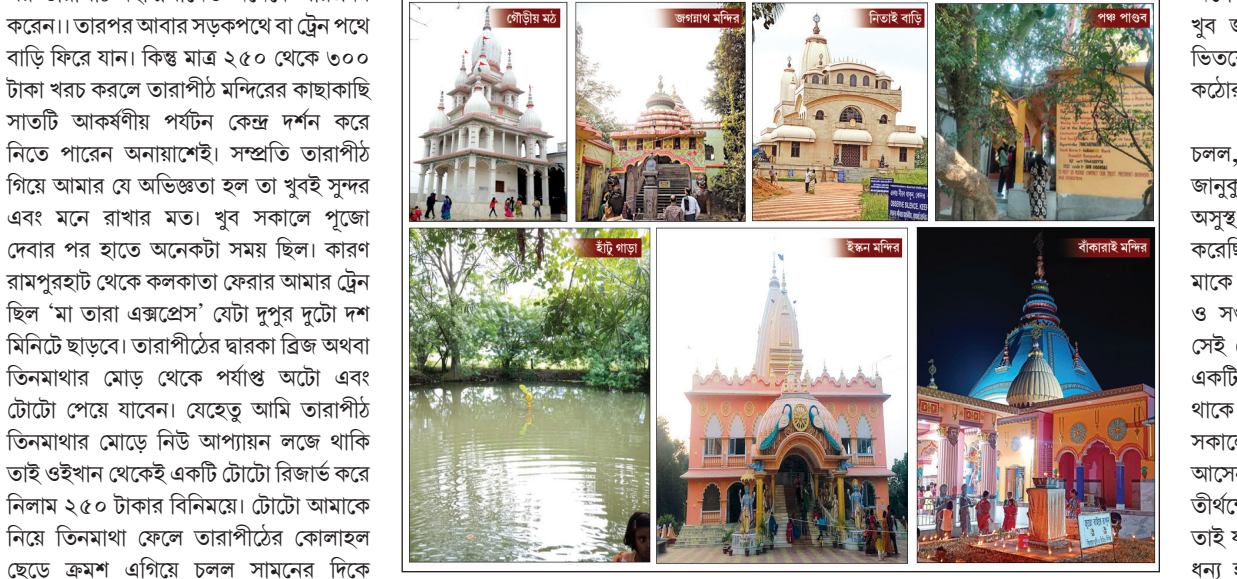 করেন।। তারপর আবার সড়কপথে বা ট্রেন পথে
বাড়ি ফিরে যান। কিন্তু মাত্র ২৫০ থেকে ৩০০
টাকা খরচ করলে তারাপীঠ মন্দিরের কাছাকাছি
সাতটি আকর্ষণীয় পর্যটন কেন্দ্র দর্শন করে
নিতে পারেন অনায়াশেই। সম্প্রতি তারাপীঠ
গিয়ে আমার যে অভিজ্ঞতা হল তা খুবই সুন্দর
এবং মনে রাখার মত। খুব সকালে পূজো
দেবার পর হাতে অনেকটা সময় ছিল। কারণ
রামপুরহাট থেকে কলকাতা ফেরার আমার ট্রেন
ছিল ‘মা তারা এক্সপ্রেস’ যেটা দুপুর দুটো দশ
মিনিটে ছাড়বে। তারাপীঠের দ্বারকা ব্রিজ অথবা
তিনমাথার মোড় থেকে পর্যাপ্ত অটো এবং
টোটো পেয়ে যাবেন। যেহেতু আমি তারাপীঠ
তিনমাথার মোড়ে নিউ আপ্যায়ন লজে থাকি
তাই ওইখান থেকেই একটি টোটো রিজার্ভ করে
নিলাম ২৫০ টাকার বিনিময়ে। টোটো আমাকে
নিয়ে তিনমাথা ফেলে তারাপীঠের কোলাহল
ছেড়ে ক্রমশ এগিয়ে চলল সামনের দিকে
গৌড়ীয় মঠ
জগন্নাথ মন্দির
নিতাই বাড়ি
পঞ্চ পাণ্ডব
OBSERVE SILENCE, KEEP
হাঁটু গাড়া
ইস্কন মন্দির
বাঁকারাই মন্দির
খুব
কঠোর
চলল,
অসুস্থ
মাকে
ও
সেই
একটি
থাকে
তাই
ধন্য